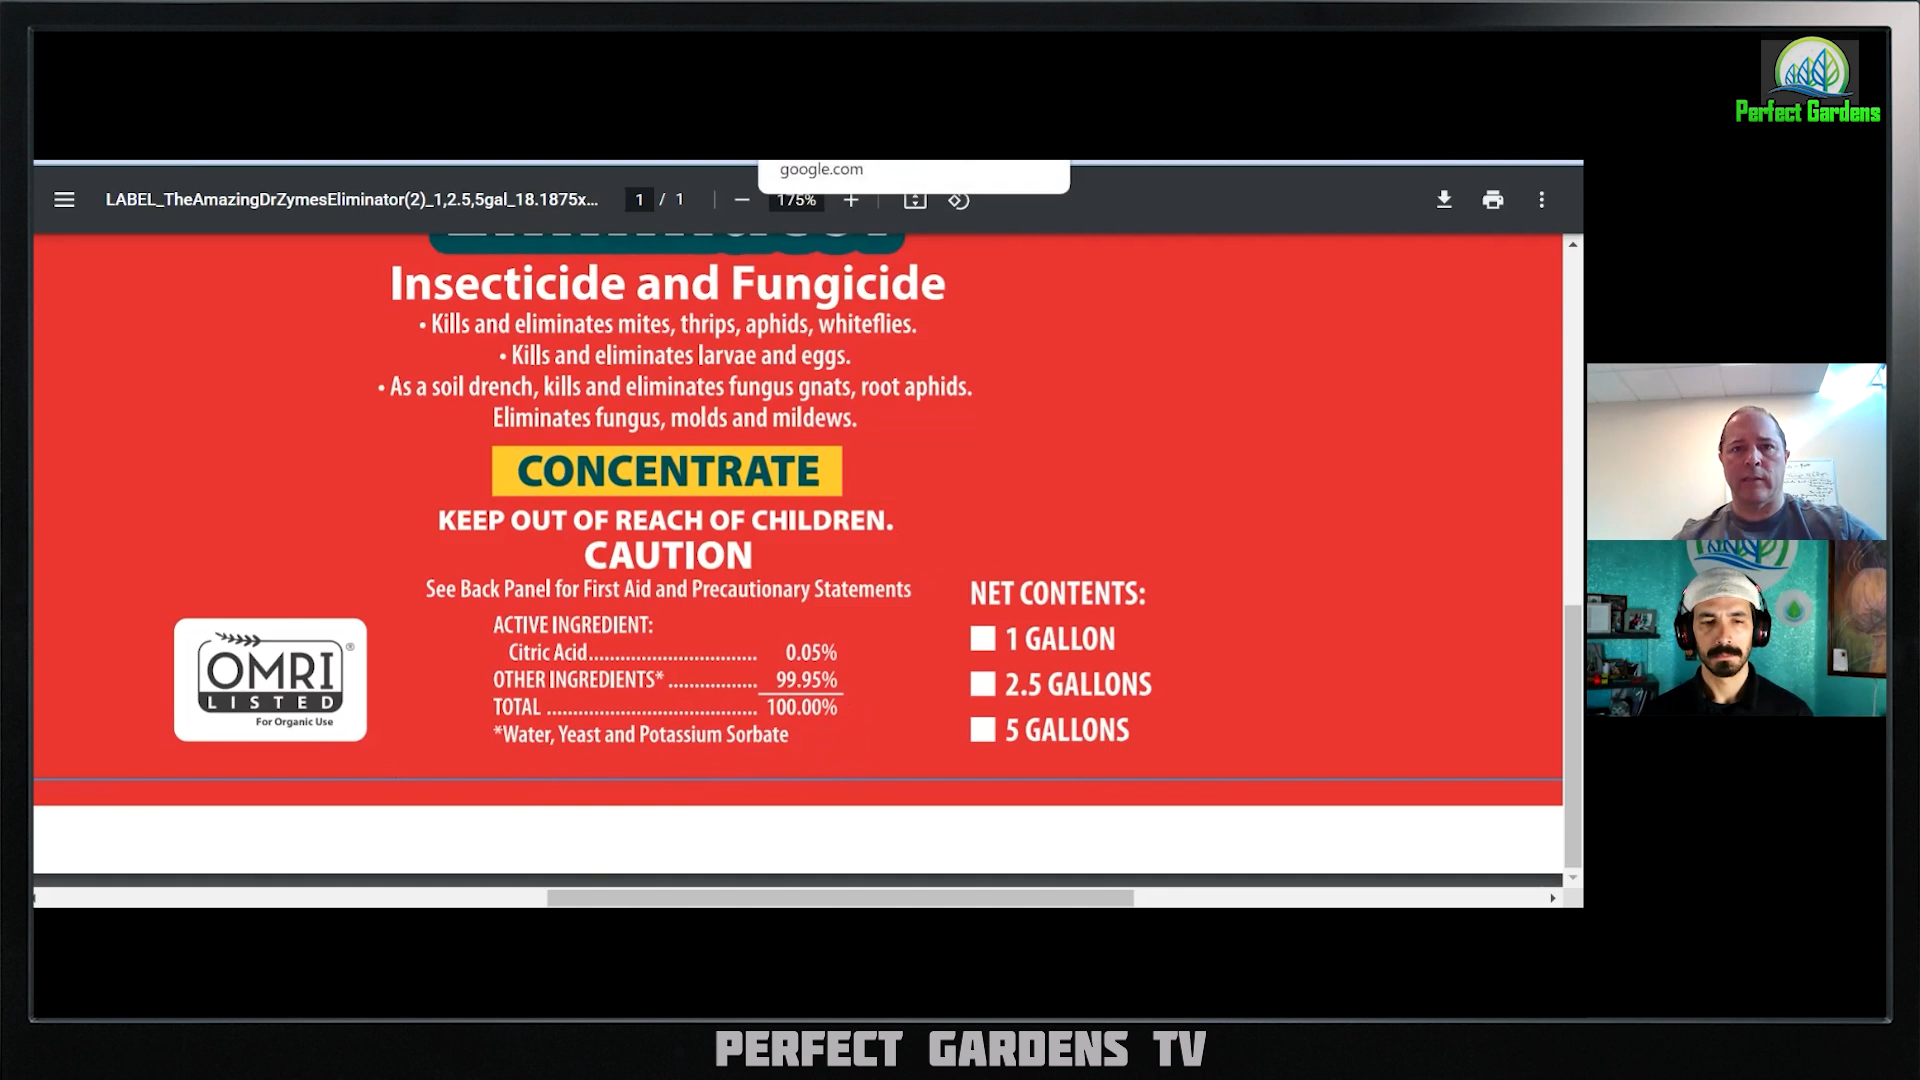 Perfect Gardens
google.com
LABEL_TheAmazingDrZymesEliminator(2)_1,2.5,5gal_18.1875x...
1 / 1
175%
Insecticide and Fungicide
• Kills and eliminates mites, thrips, aphids, whiteflies.
• Kills and eliminates larvae and eggs.
• As a soil drench, kills and eliminates fungus gnats, root aphids.
Eliminates fungus, molds and mildews.
CONCENTRATE
KEEP OUT OF REACH OF CHILDREN.
CAUTION
See Back Panel for First Aid and Precautionary Statements
ACTIVE INGREDIENT:
Citric Acid............................... 0.05%
OTHER INGREDIENTS* ................. 99.95%
TOTAL ....................................... 100.00%
*Water, Yeast and Potassium Sorbate
OMRI ®
LISTED
For Organic Use
NET CONTENTS:
1 GALLON
2.5 GALLONS
5 GALLONS
PERFECT GARDENS TV